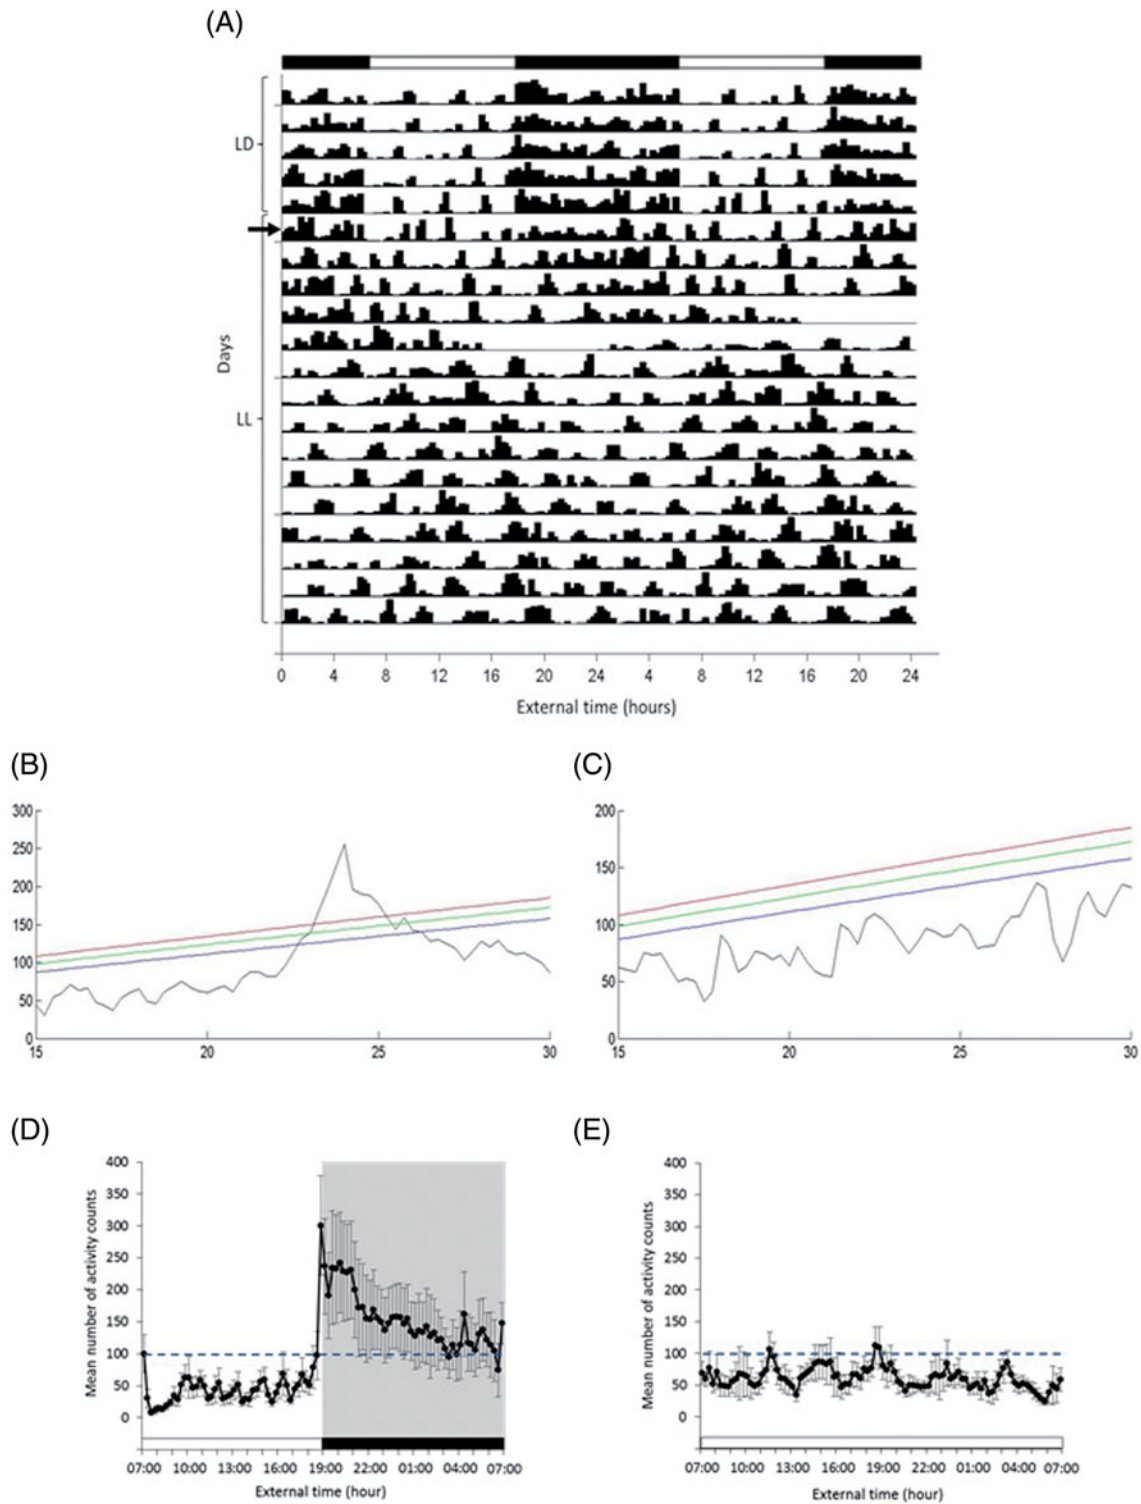 (A)
LD
Days
LL
0 4 8 12 16 20 24 4 8 12 16 20 24
External time (hours)
(B) (C)
300
250
200
150
100
50
0
15 20 25 30
200
150
100
50
0
15 20 25 30
(D) (E)
Mean number of activity counts
400
350
300
250
200
150
100
50
0
07:00 10:00 13:00 16:00 19:00 22:00 01:00 04:00 07:00
External time (hour)
Mean number of activity counts
400
350
300
250
200
150
100
50
0
07:00 10:00 13:00 16:00 19:00 22:00 01:00 04:00 07:00
External time (hour)